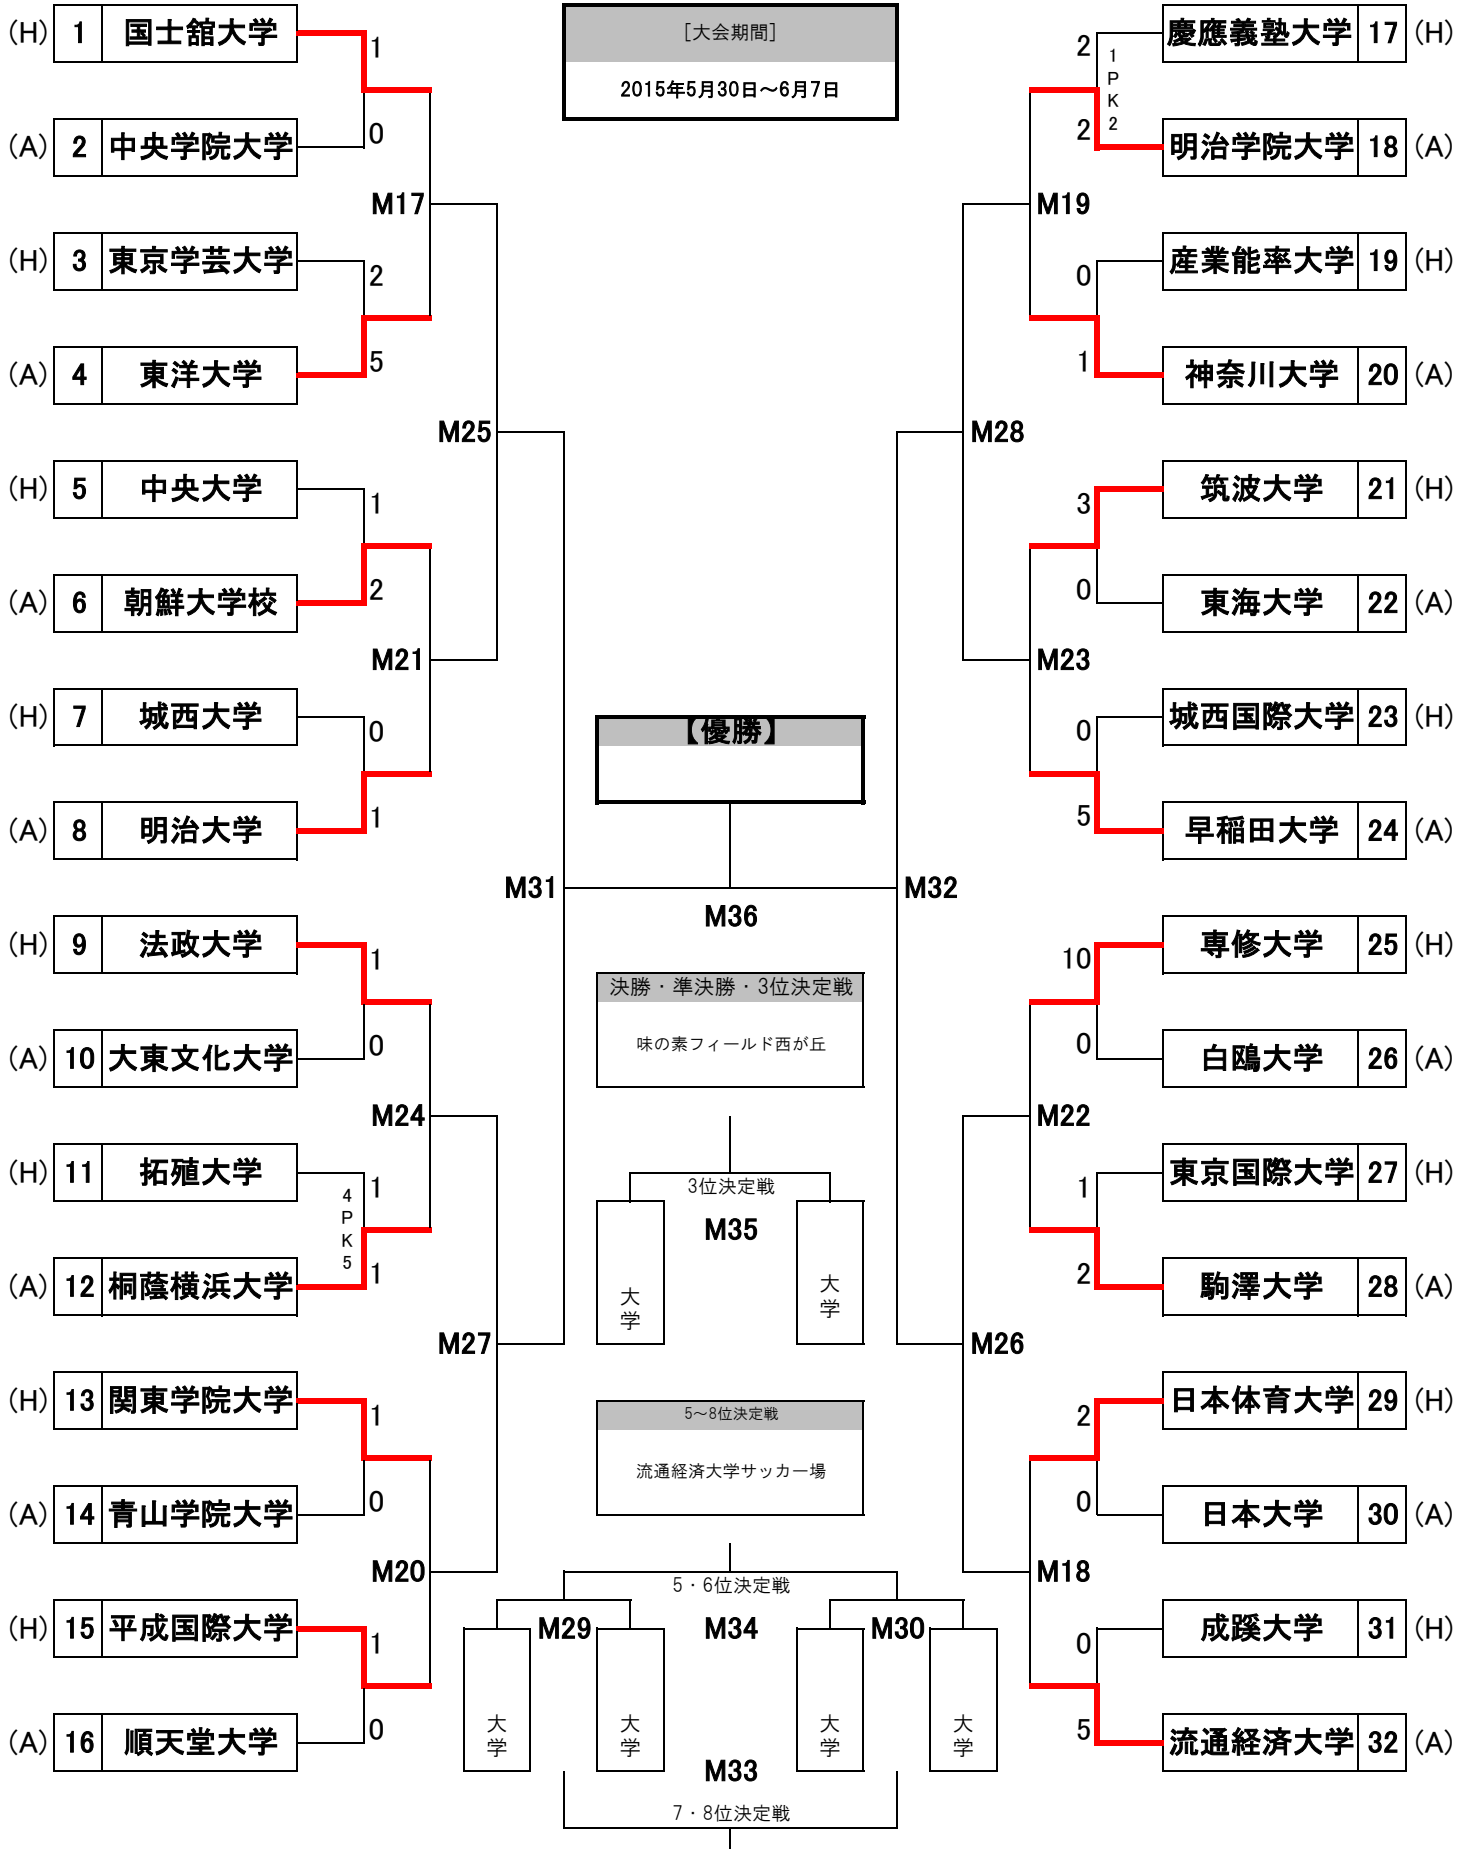 (H) 1 国士舘大学 1
(A) 2 中央学院大学 0
M17
(H) 3 東京学芸大学 2
(A) 4 東洋大学 5
M25
(H) 5 中央大学 1
(A) 6 朝鮮大学校 2
M21
(H) 7 城西大学 0
(A) 8 明治大学 1
M31
(H) 9 法政大学 1
(A) 10 大東文化大学 0
M24
(H) 11 拓殖大学 1
4PK5
(A) 12 桐蔭横浜大学 1
M27
(H) 13 関東学院大学 1
(A) 14 青山学院大学 0
M20
(H) 15 平成国際大学 1
(A) 16 順天堂大学 0
[大会期間]
2015年5月30日～6月7日
【優勝】
M36
決勝・準決勝・3位決定戦
味の素フィールド西が丘
3位決定戦
M35
大学
大学
5～8位決定戦
流通経済大学サッカー場
5・6位決定戦
M29 M34 M30
大学
大学
大学
大学
M33
7・8位決定戦
2 慶應義塾大学 17 (H)
1PK2
2 明治学院大学 18 (A)
M19
0 産業能率大学 19 (H)
1 神奈川大学 20 (A)
M28
3 筑波大学 21 (H)
0 東海大学 22 (A)
M23
0 城西国際大学 23 (H)
5 早稲田大学 24 (A)
M32
10 専修大学 25 (H)
0 白鴎大学 26 (A)
M22
1 東京国際大学 27 (H)
2 駒澤大学 28 (A)
M26
2 日本体育大学 29 (H)
0 日本大学 30 (A)
M18
0 成蹊大学 31 (H)
5 流通経済大学 32 (A)